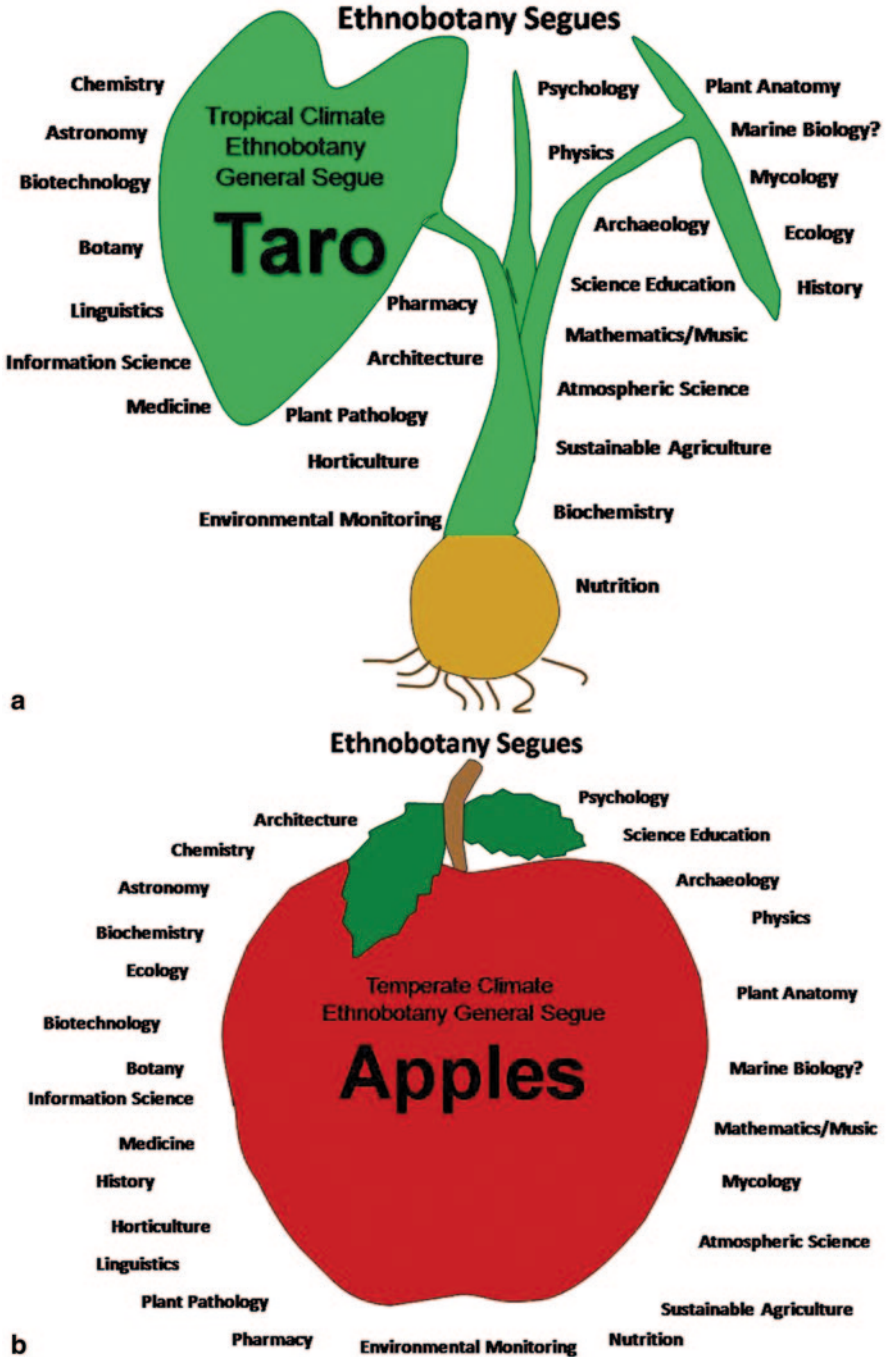 Ethnobotany Segues
Chemistry
Astronomy
Biotechnology
Botany
Linguistics
Information Science
Medicine
Tropical Climate
Ethnobotany
General Segue
Taro
Pharmacy
Architecture
Plant Pathology
Horticulture
Environmental Monitoring
Psychology
Physics
Archaeology
Science Education
Mathematics/Music
Atmospheric Science
Sustainable Agriculture
Biochemistry
Nutrition
Plant Anatomy
Marine Biology?
Mycology
Ecology
History
a
Ethnobotany Segues
Architecture
Chemistry
Astronomy
Biochemistry
Ecology
Biotechnology
Botany
Information Science
Medicine
History
Horticulture
Linguistics
Plant Pathology
Pharmacy
Environmental Monitoring
Temperate Climate
Ethnobotany General Segue
Apples
Psychology
Science Education
Archaeology
Physics
Plant Anatomy
Marine Biology?
Mathematics/Music
Mycology
Atmospheric Science
Sustainable Agriculture
Nutrition
b